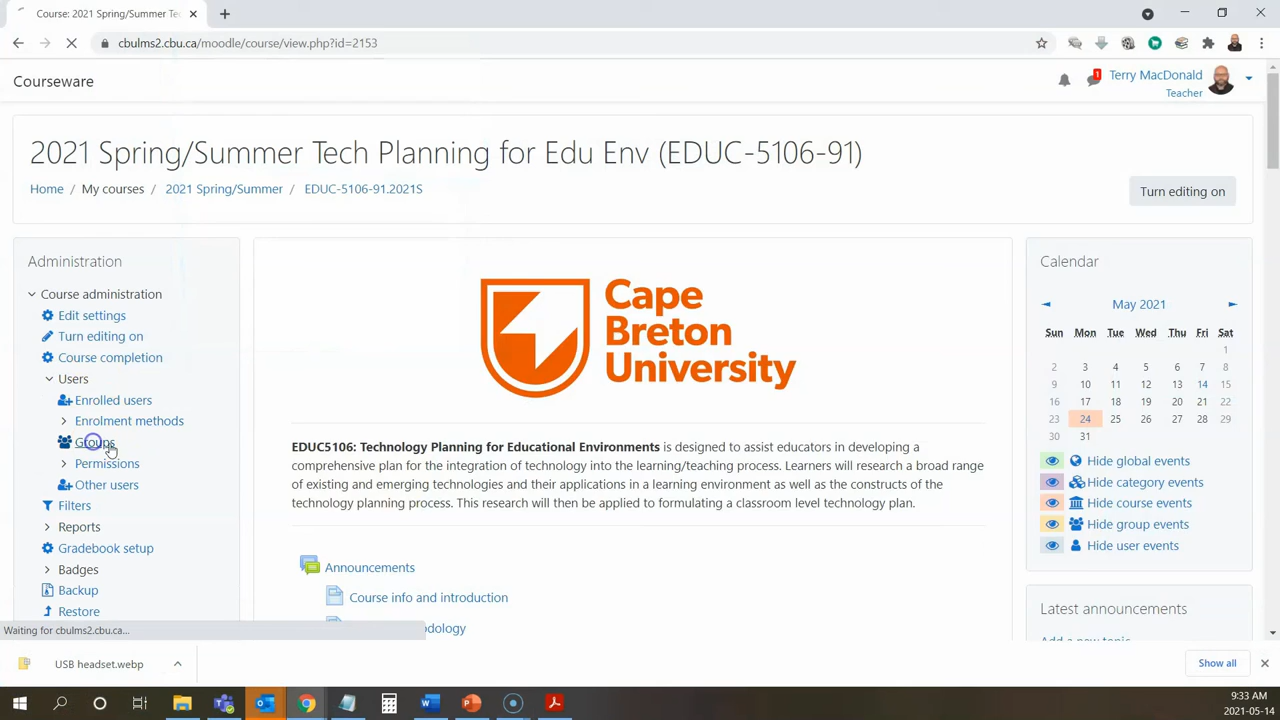 Course: 2021 Spring/Summer Te
cbulms2.cbu.ca/moodle/course/view.php?id=2153
Courseware
1
Terry MacDonald
Teacher
2021 Spring/Summer Tech Planning for Edu Env (EDUC-5106-91)
Home / My courses / 2021 Spring/Summer / EDUC-5106-91.2021S
Turn editing on
Administration
Course administration
Edit settings
Turn editing on
Course completion
Users
Enrolled users
Enrolment methods
Groups
Permissions
Other users
Filters
Reports
Gradebook setup
Badges
Backup
Restore
Waiting for cbulms2.cbu.ca...
Cape
Breton
University
EDUC5106: Technology Planning for Educational Environments is designed to assist educators in developing a
comprehensive plan for the integration of technology into the learning/teaching process. Learners will research a broad range
of existing and emerging technologies and their applications in a learning environment as well as the constructs of the
technology planning process. This research will then be applied to formulating a classroom level technology plan.
Announcements
Course info and introduction
Calendar
◄ May 2021 ►
Sun Mon Tue Wed Thu Fri Sat
1
2 3 4 5 6 7 8
9 10 11 12 13 14 15
16 17 18 19 20 21 22
23 24 25 26 27 28 29
30 31
Hide global events
Hide category events
Hide course events
Hide group events
Hide user events
Latest announcements
Add a new topic
USB headset.webp
Show all
9:33 AM
2021-05-14